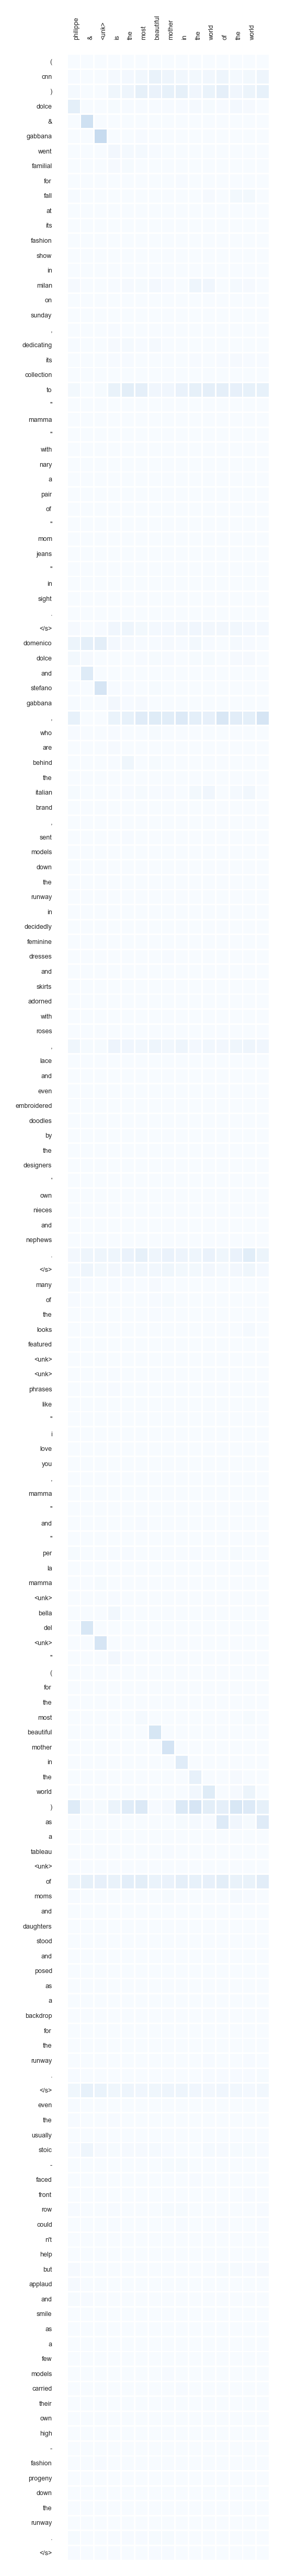 philippe
&
<unk>
is
the
most
beautiful
mother
in
the
world
of
the
world
(
cnn
)
dolce
&
gabbana
went
familial
for
fall
at
its
fashion
show
in
milan
on
sunday
,
dedicating
its
collection
to
"
mamma
"
with
nary
a
pair
of
"
mom
jeans
"
in
sight
.
</s>
domenico
dolce
and
stefano
gabbana
,
who
are
behind
the
italian
brand
,
sent
models
down
the
runway
in
decidedly
feminine
dresses
and
skirts
adorned
with
roses
,
lace
and
even
embroidered
doodles
by
the
designers
'
own
nieces
and
nephews
.
</s>
many
of
the
looks
featured
<unk>
<unk>
phrases
like
"
i
love
you
,
mamma
"
and
"
per
la
mamma
<unk>
bella
del
<unk>
"
(
for
the
most
beautiful
mother
in
the
world
)
as
a
tableau
<unk>
of
moms
and
daughters
stood
and
posed
as
a
backdrop
for
the
runway
.
</s>
even
the
usually
stoic
-
faced
front
row
could
n't
help
but
applaud
and
smile
as
a
few
models
carried
their
own
high
-
fashion
progeny
down
the
runway
.
</s>